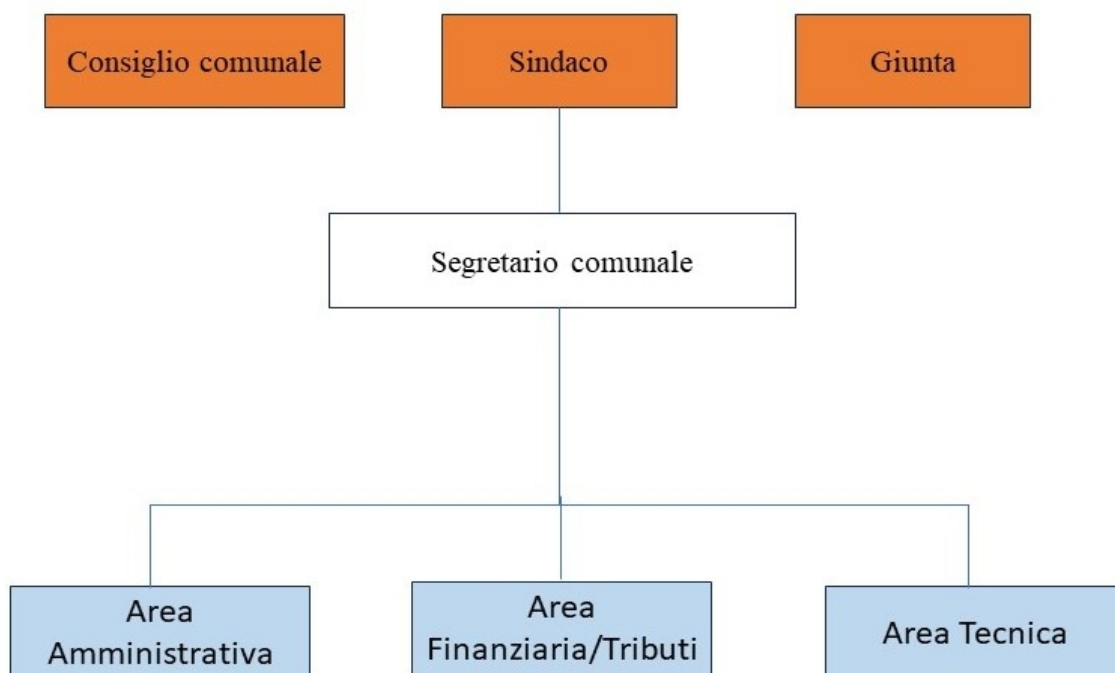 Consiglio comunale
Sindaco
Giunta
Segretario comunale
Area
Amministrativa
Area
Finanziaria/Tributi
Area Tecnica